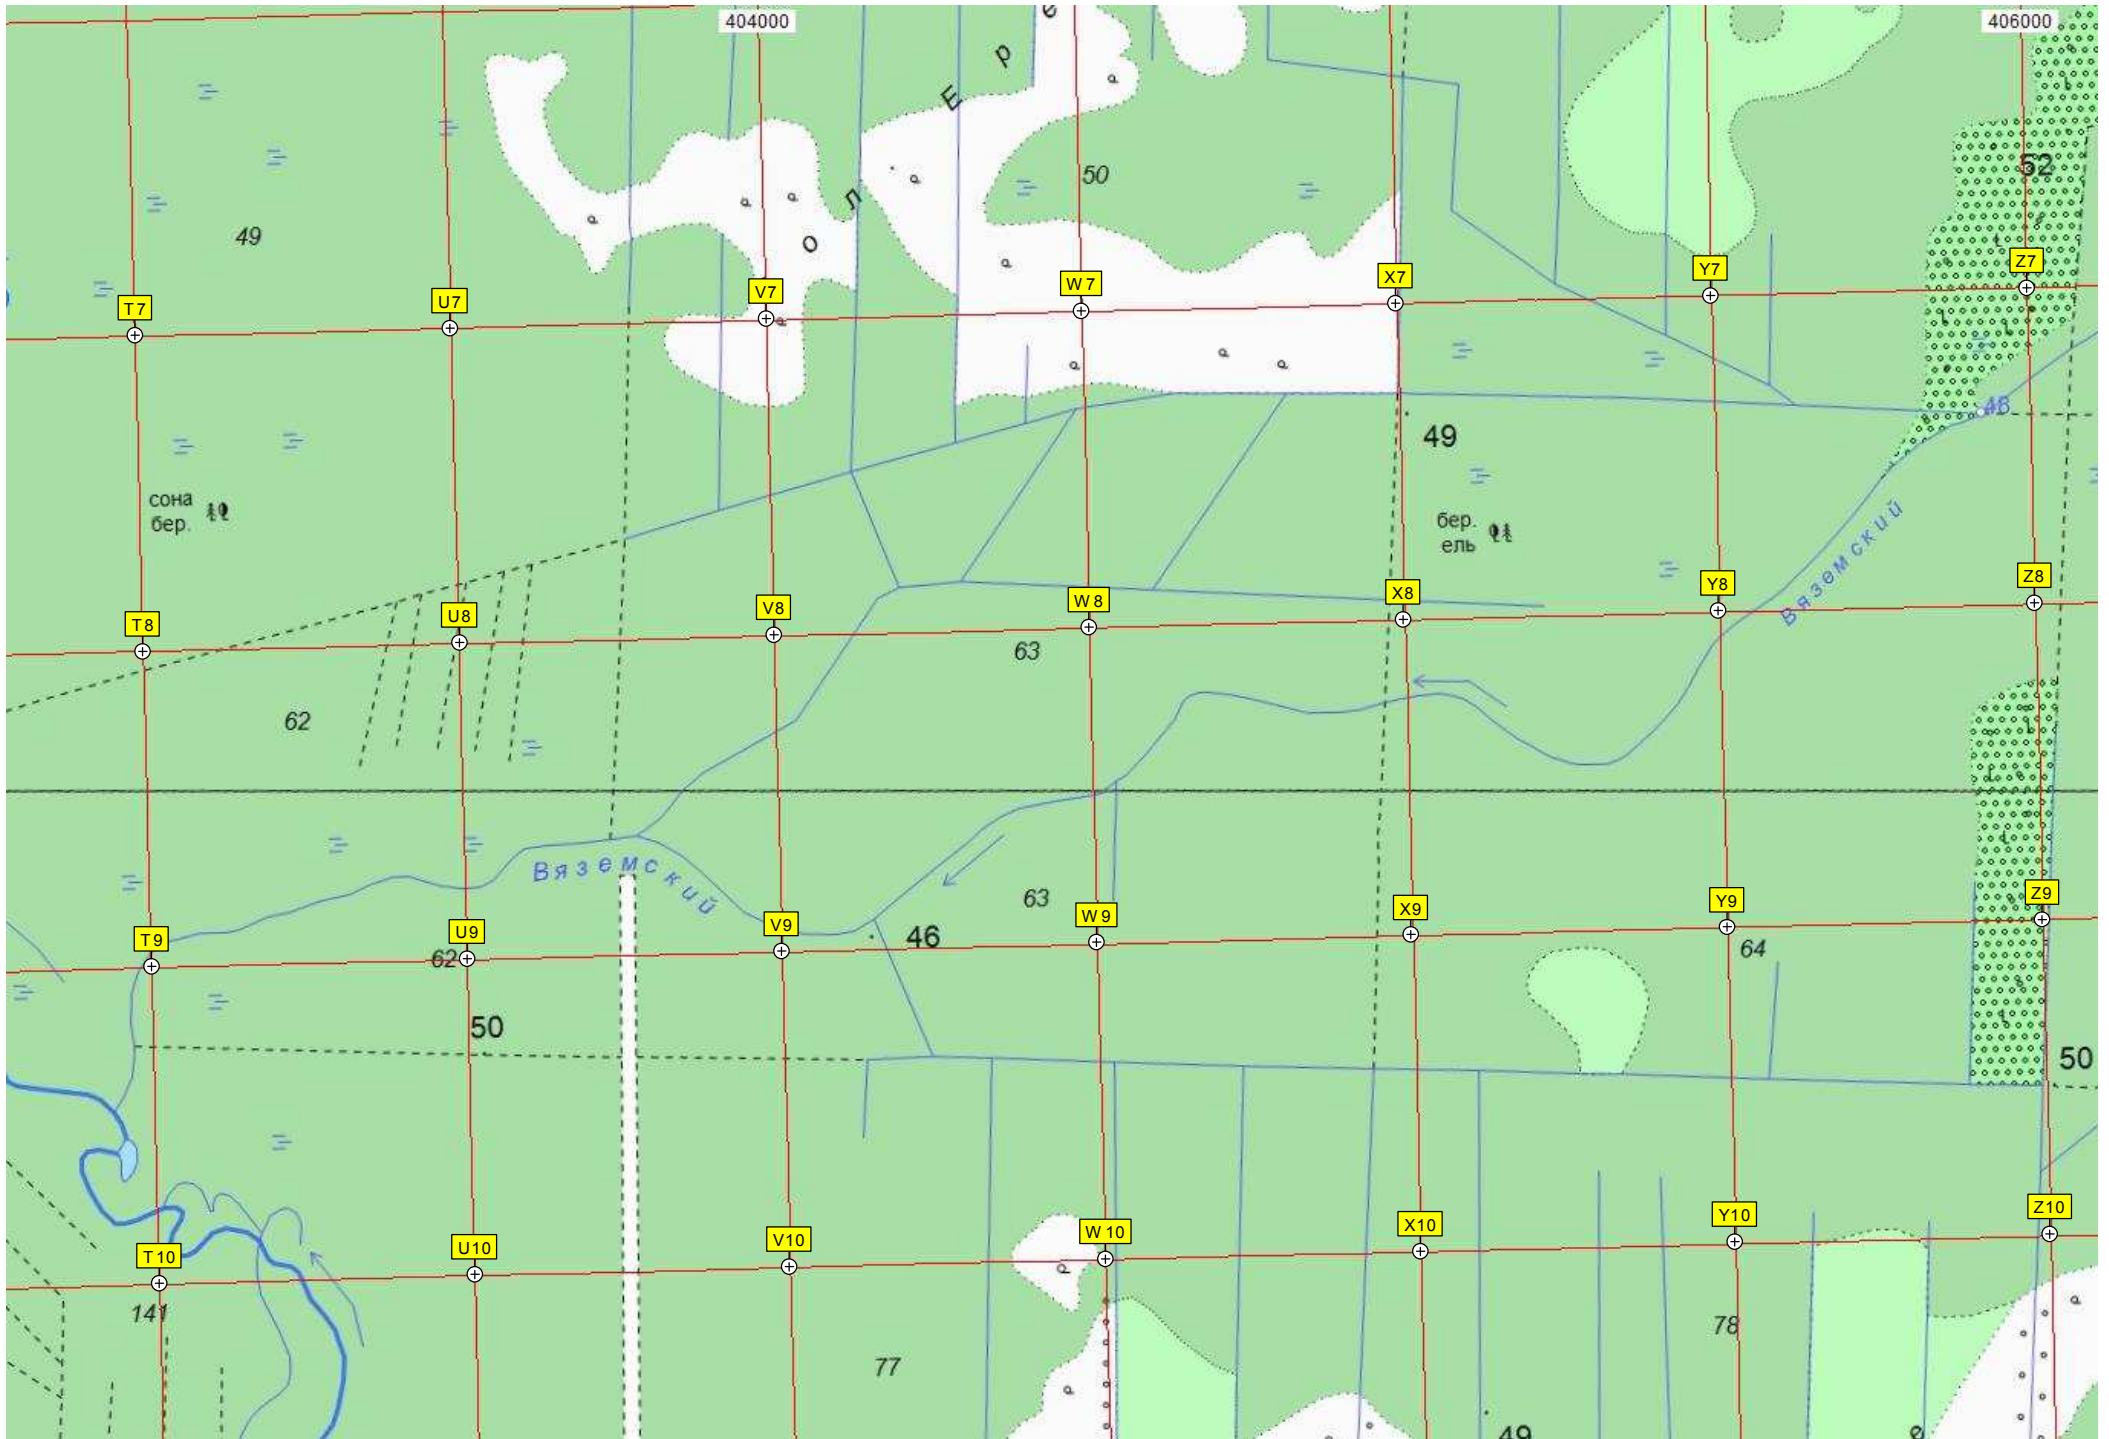 404000
406000
Е р е
о л
50
52
49
Z7
Y7
X7
W7
V7
U7
T7
48
49
сона
бер.
бер.
ель
Вяземский
Z8
Y8
X8
W8
V8
U8
T8
63
62
Вяземский
63
46
Z9
Y9
X9
W9
V9
U9
T9
62
64
50
50
Z10
Y10
X10
W10
V10
U10
T10
141
78
77
49
е